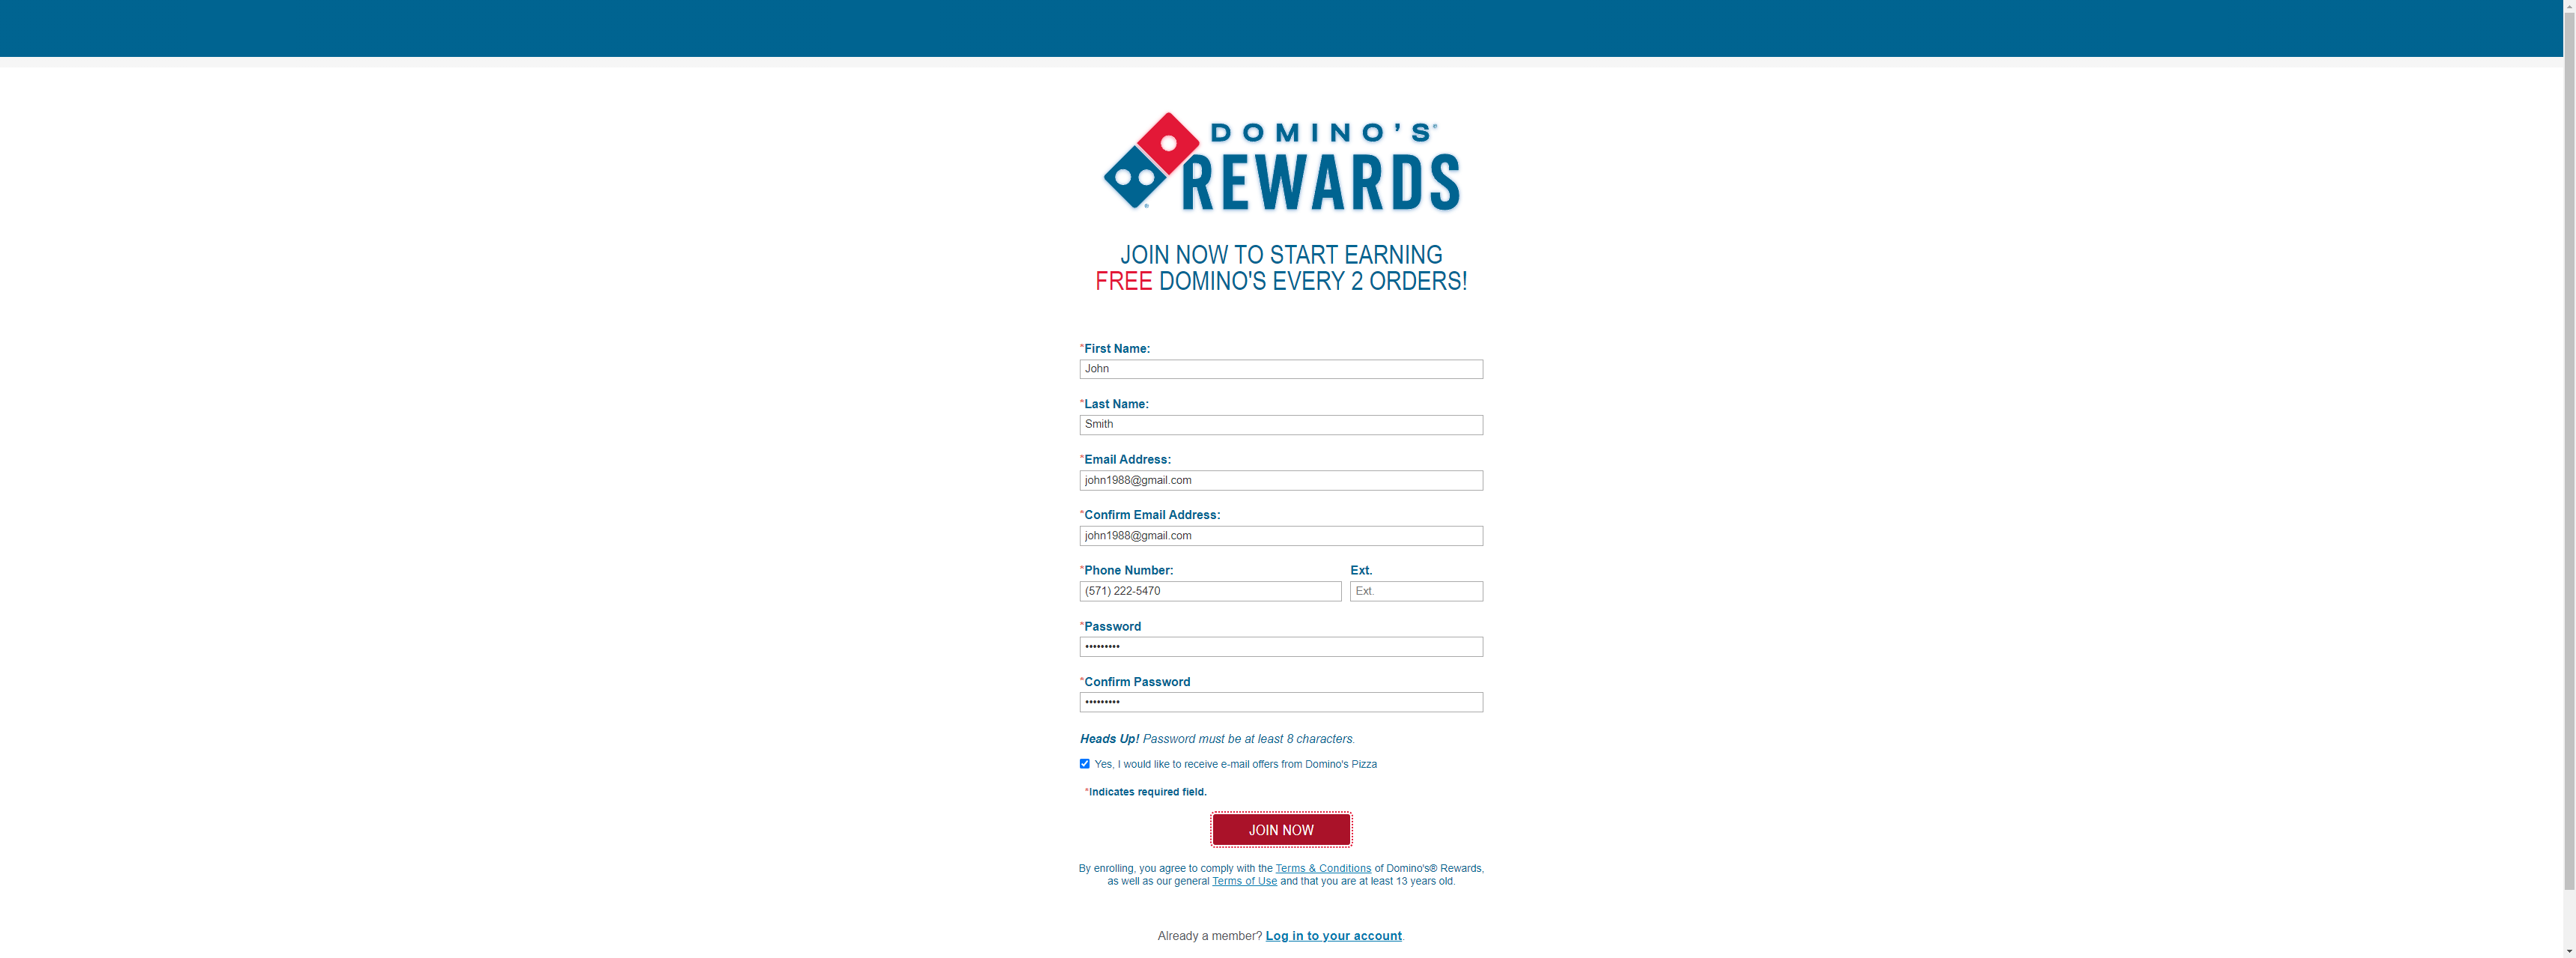 DOMINO'S®
REWARDS
®
JOIN NOW TO START EARNING
FREE DOMINO'S EVERY 2 ORDERS!
*First Name:
John
*Last Name:
Smith
*Email Address:
john1988@gmail.com
*Confirm Email Address:
john1988@gmail.com
*Phone Number: Ext.
(571) 222-5470 Ext.
*Password
•••••••••
*Confirm Password
•••••••••
Heads Up! Password must be at least 8 characters.
Yes, I would like to receive e-mail offers from Domino's Pizza
*Indicates required field.
JOIN NOW
By enrolling, you agree to comply with the Terms & Conditions of Domino's® Rewards,
as well as our general Terms of Use and that you are at least 13 years old.
Already a member? Log in to your account.